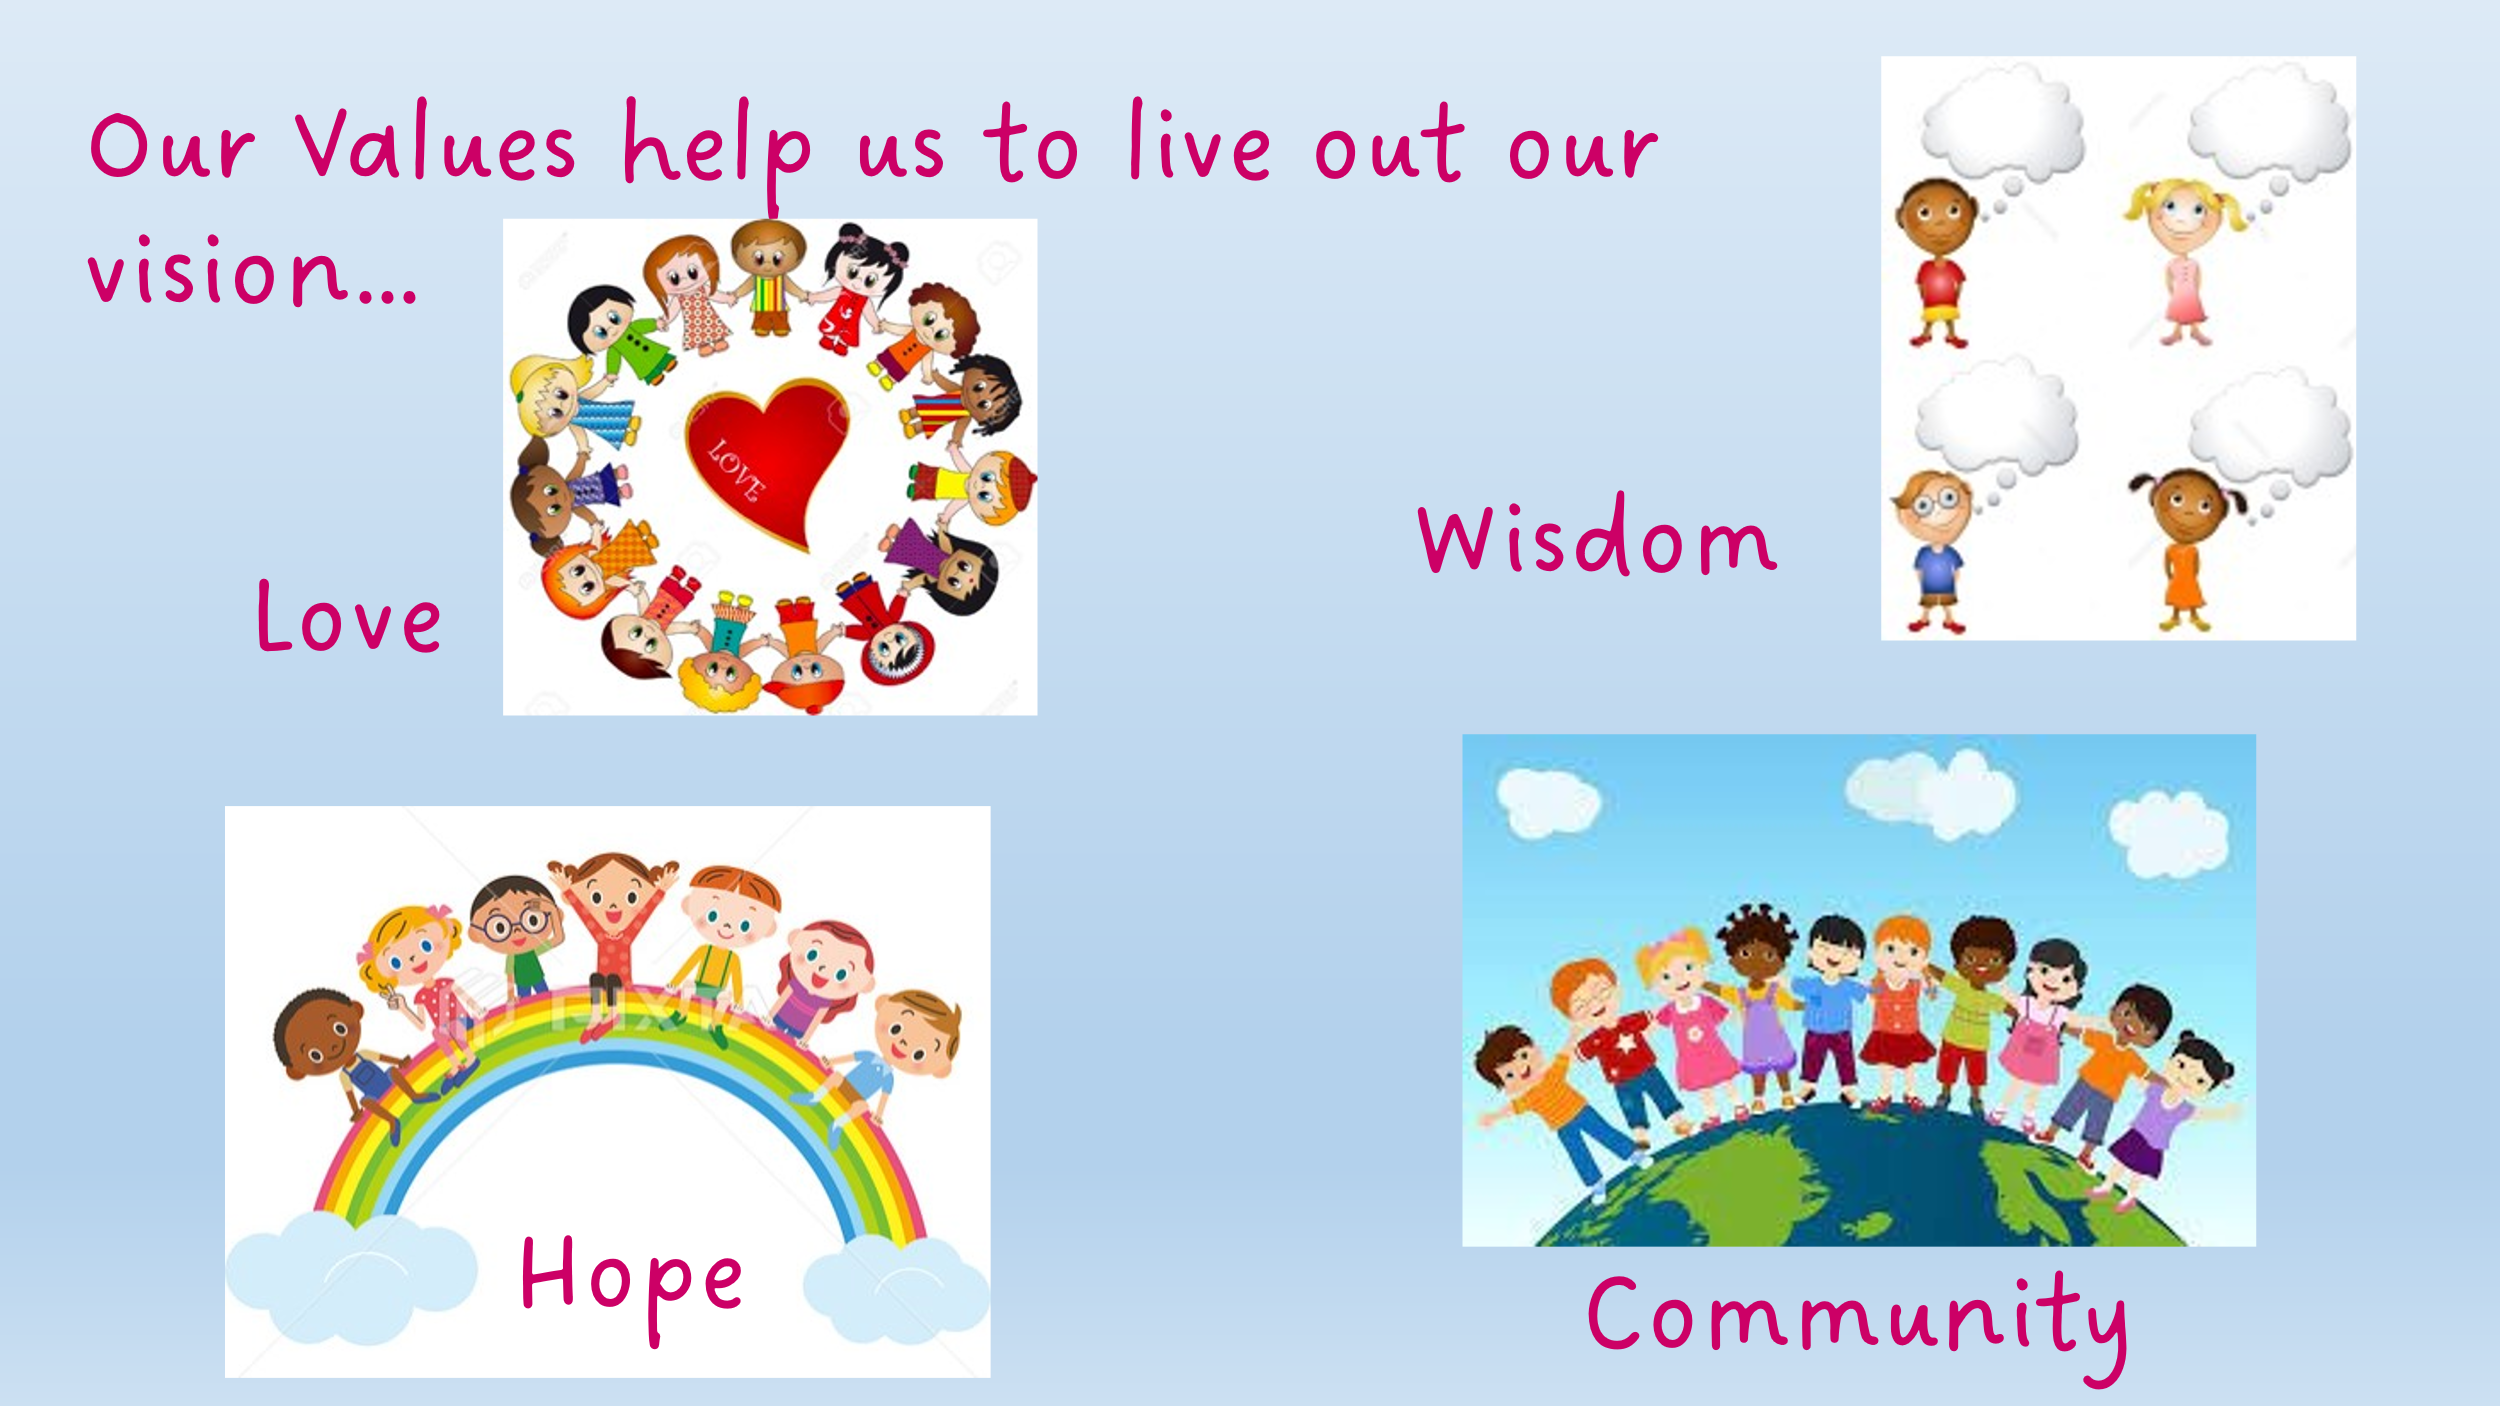 Our Values help us to live out our
vision...
LOVE
Love
Wisdom
Hope
Community